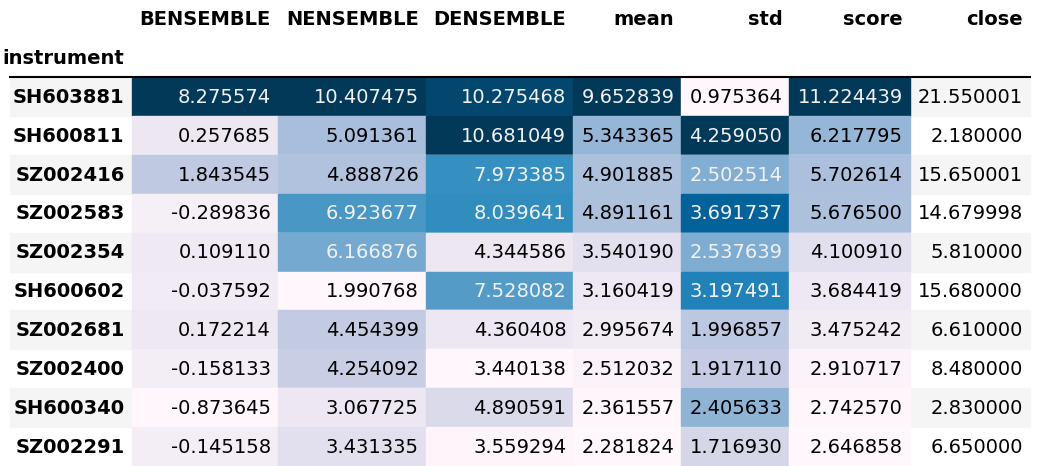 BENSEMBLE NENSEMBLE DENSEMBLE mean std score close
instrument
SH603881 8.275574 10.407475 10.275468 9.652839 0.975364 11.224439 21.550001
SH600811 0.257685 5.091361 10.681049 5.343365 4.259050 6.217795 2.180000
SZ002416 1.843545 4.888726 7.973385 4.901885 2.502514 5.702614 15.650001
SZ002583 -0.289836 6.923677 8.039641 4.891161 3.691737 5.676500 14.679998
SZ002354 0.109110 6.166876 4.344586 3.540190 2.537639 4.100910 5.810000
SH600602 -0.037592 1.990768 7.528082 3.160419 3.197491 3.684419 15.680000
SZ002681 0.172214 4.454399 4.360408 2.995674 1.996857 3.475242 6.610000
SZ002400 -0.158133 4.254092 3.440138 2.512032 1.917110 2.910717 8.480000
SH600340 -0.873645 3.067725 4.890591 2.361557 2.405633 2.742570 2.830000
SZ002291 -0.145158 3.431335 3.559294 2.281824 1.716930 2.646858 6.650000